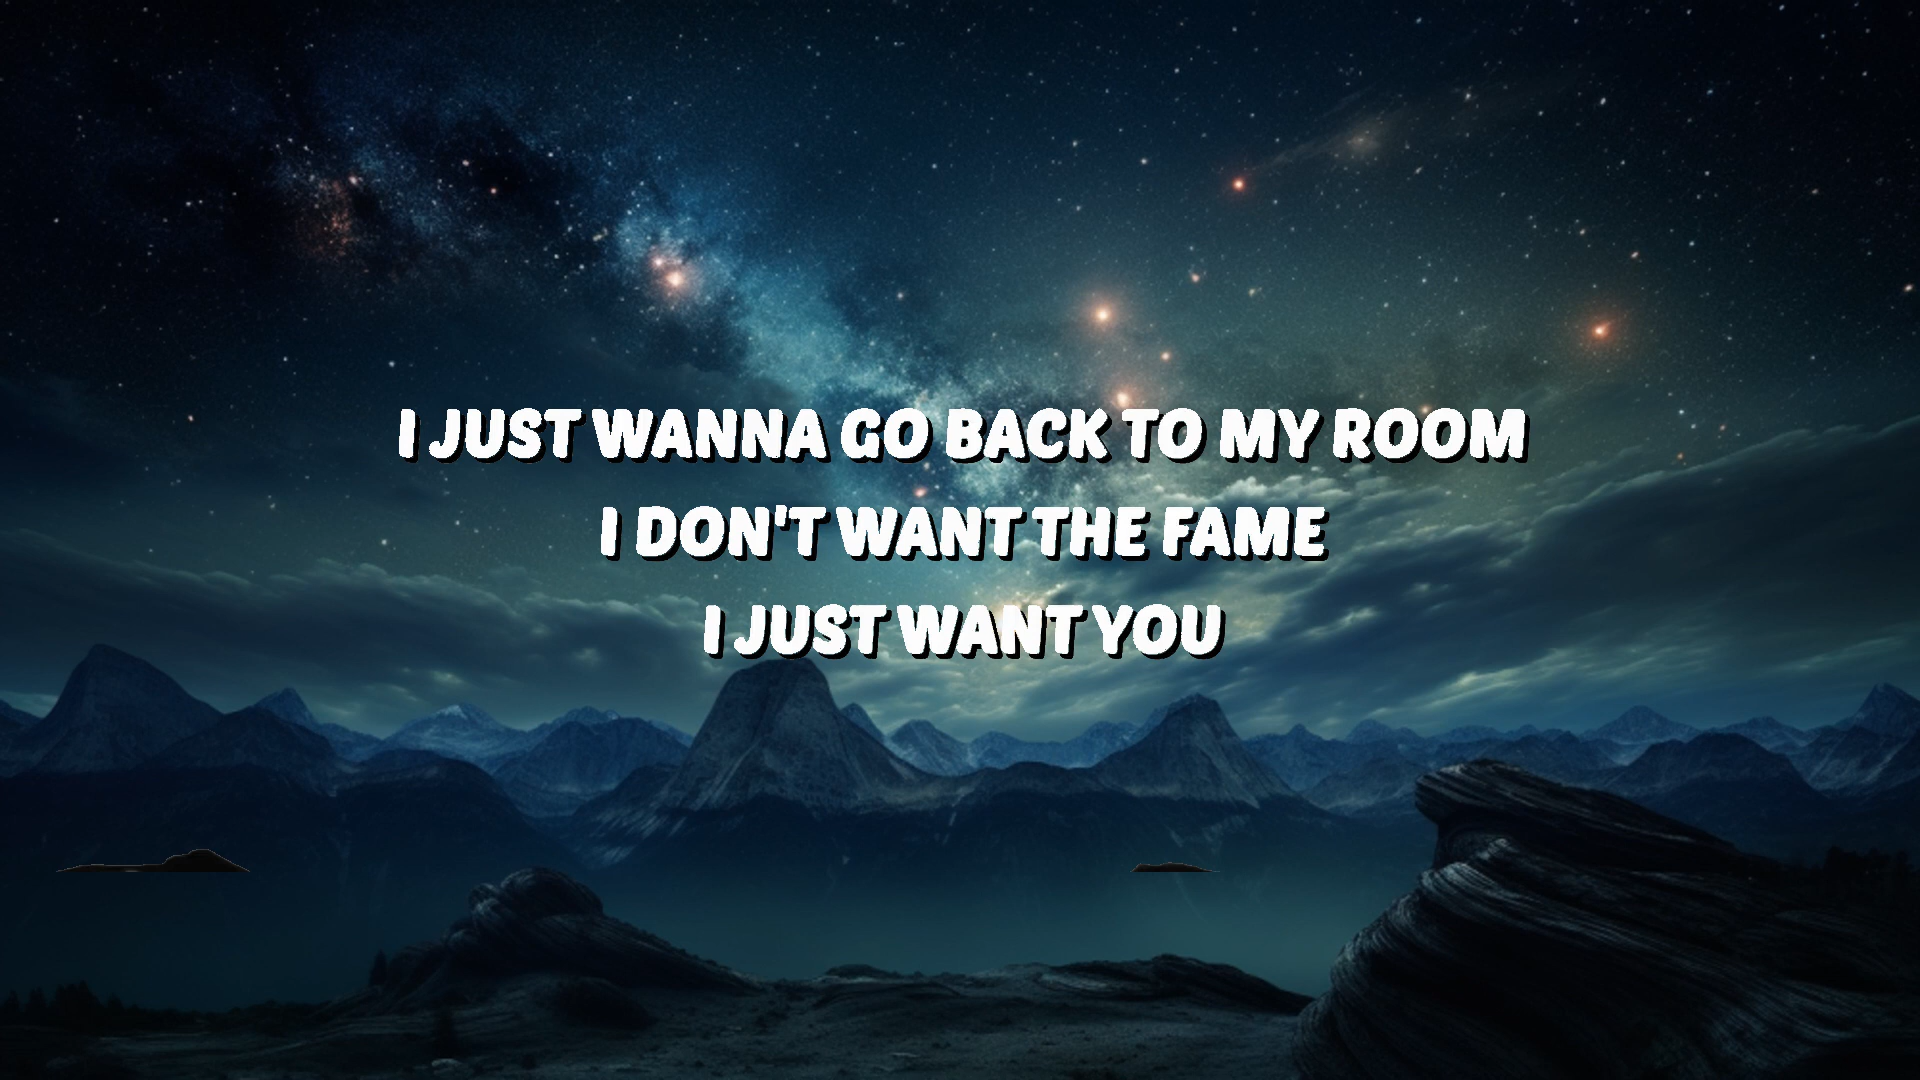 I JUST WANNA GO BACK TO MY ROOM
I DON'T WANT THE FAME
I JUST WANT YOU